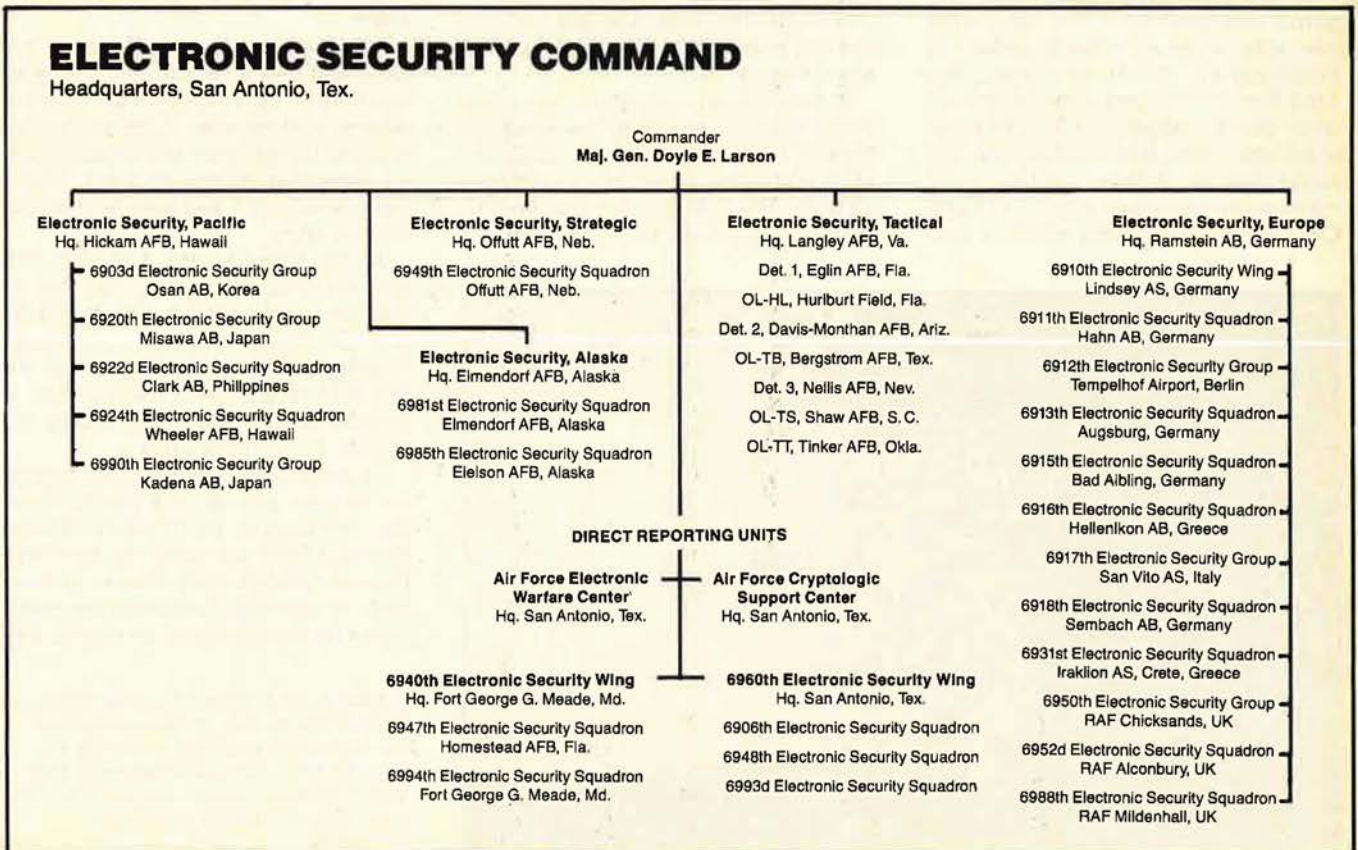 ELECTRONIC SECURITY COMMAND
Headquarters, San Antonio, Tex.
Commander
Maj. Gen. Doyle E. Larson
Electronic Security, Pacific
Hq. Hickam AFB, Hawaii
6903d Electronic Security Group
Osan AB, Korea
6920th Electronic Security Group
Misawa AB, Japan
6922d Electronic Security Squadron
Clark AB, Philippines
6924th Electronic Security Squadron
Wheeler AFB, Hawaii
6990th Electronic Security Group
Kadena AB, Japan
Electronic Security, Strategic
Hq. Offutt AFB, Neb.
6949th Electronic Security Squadron
Offutt AFB, Neb.
Electronic Security, Alaska
Hq. Elmendorf AFB, Alaska
6981st Electronic Security Squadron
Elmendorf AFB, Alaska
6985th Electronic Security Squadron
Eielson AFB, Alaska
Electronic Security, Tactical
Hq. Langley AFB, Va.
Det. 1, Eglin AFB, Fla.
OL-HL, Hurlburt Field, Fla.
Det. 2, Davis-Monthan AFB, Ariz.
OL-TB, Bergstrom AFB, Tex.
Det. 3, Nellis AFB, Nev.
OL-TS, Shaw AFB, S. C.
OL-TT, Tinker AFB, Okla.
Electronic Security, Europe
Hq. Ramstein AB, Germany
6910th Electronic Security Wing
Lindsey AS, Germany
6911th Electronic Security Squadron
Hahn AB, Germany
6912th Electronic Security Group
Tempelhof Airport, Berlin
6913th Electronic Security Squadron
Augsburg, Germany
6915th Electronic Security Squadron
Bad Aibling, Germany
6916th Electronic Security Squadron
Hellenikon AB, Greece
6917th Electronic Security Group
San Vito AS, Italy
6918th Electronic Security Squadron
Sembach AB, Germany
6931st Electronic Security Squadron
Iraklion AS, Crete, Greece
6950th Electronic Security Group
RAF Chicksands, UK
6952d Electronic Security Squadron
RAF Alconbury, UK
6988th Electronic Security Squadron
RAF Mildenhall, UK
DIRECT REPORTING UNITS
Air Force Electronic
Warfare Center
Hq. San Antonio, Tex.
Air Force Cryptologic
Support Center
Hq. San Antonio, Tex.
6940th Electronic Security Wing
Hq. Fort George G. Meade, Md.
6947th Electronic Security Squadron
Homestead AFB, Fla.
6994th Electronic Security Squadron
Fort George G. Meade, Md.
6960th Electronic Security Wing
Hq. San Antonio, Tex.
6906th Electronic Security Squadron
6948th Electronic Security Squadron
6993d Electronic Security Squadron